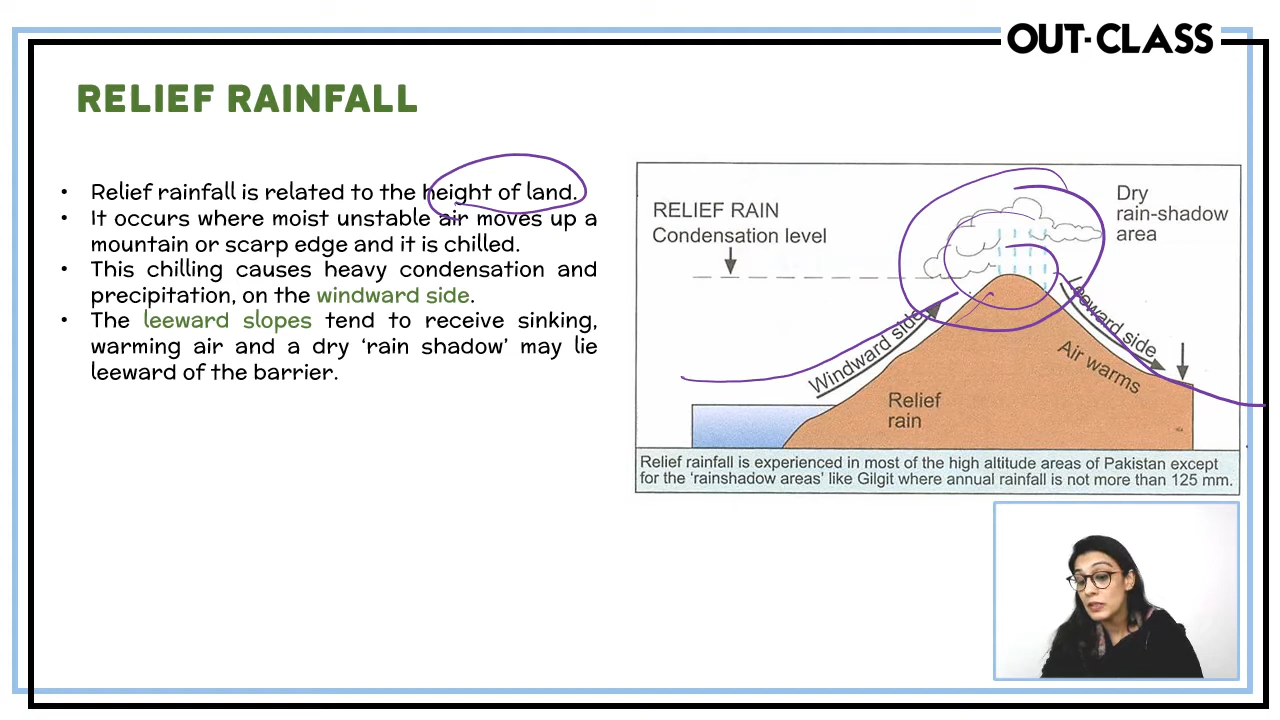 OUT-CLASS
RELIEF RAINFALL
• Relief rainfall is related to the height of land.
• It occurs where moist unstable air moves up a
mountain or scarp edge and it is chilled.
• This chilling causes heavy condensation and
precipitation, on the windward side.
• The leeward slopes tend to receive sinking,
warming air and a dry ‘rain shadow’ may lie
leeward of the barrier.
RELIEF RAIN
Condensation level
Dry
rain-shadow
area
Windward side
Leeward side
Air warms
Relief
rain
Relief rainfall is experienced in most of the high altitude areas of Pakistan except
for the ‘rainshadow areas’ like Gilgit where annual rainfall is not more than 125 mm.